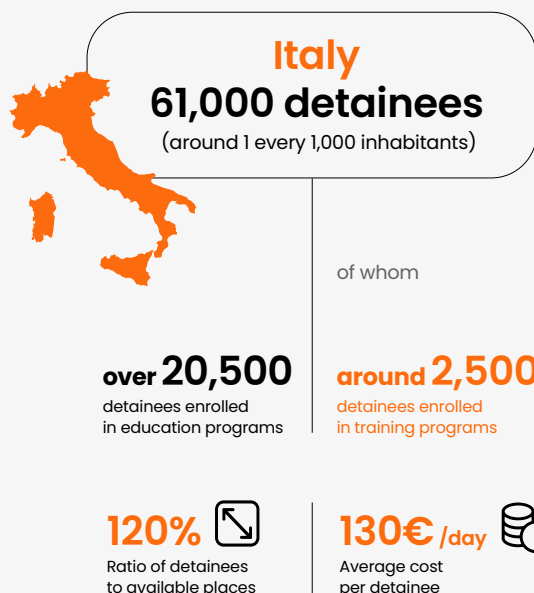 Italy
61,000 detainees
(around 1 every 1,000 inhabitants)
of whom
over 20,500
detainees enrolled
in education programs
around 2,500
detainees enrolled
in training programs
120%
Ratio of detainees
to available places
130€ /day
Average cost
per detainee